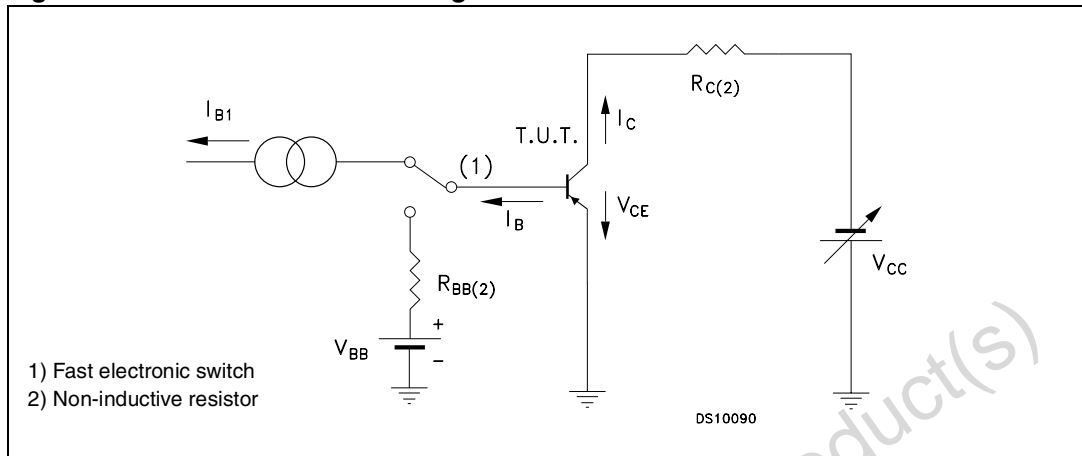 I_B1
(1)
I_B
T.U.T.
I_C
V_CE
R_C(2)
V_CC
R_BB(2)
V_BB
+
–
1) Fast electronic switch
2) Non-inductive resistor
DS10090
duct(s)